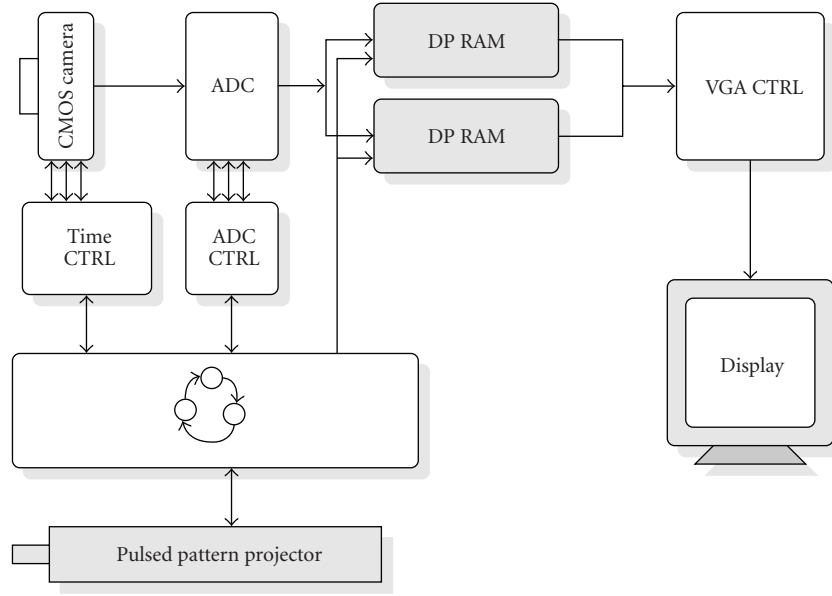 CMOS camera
ADC
DP RAM
DP RAM
VGA CTRL
Time
CTRL
ADC
CTRL
Display
Pulsed pattern projector